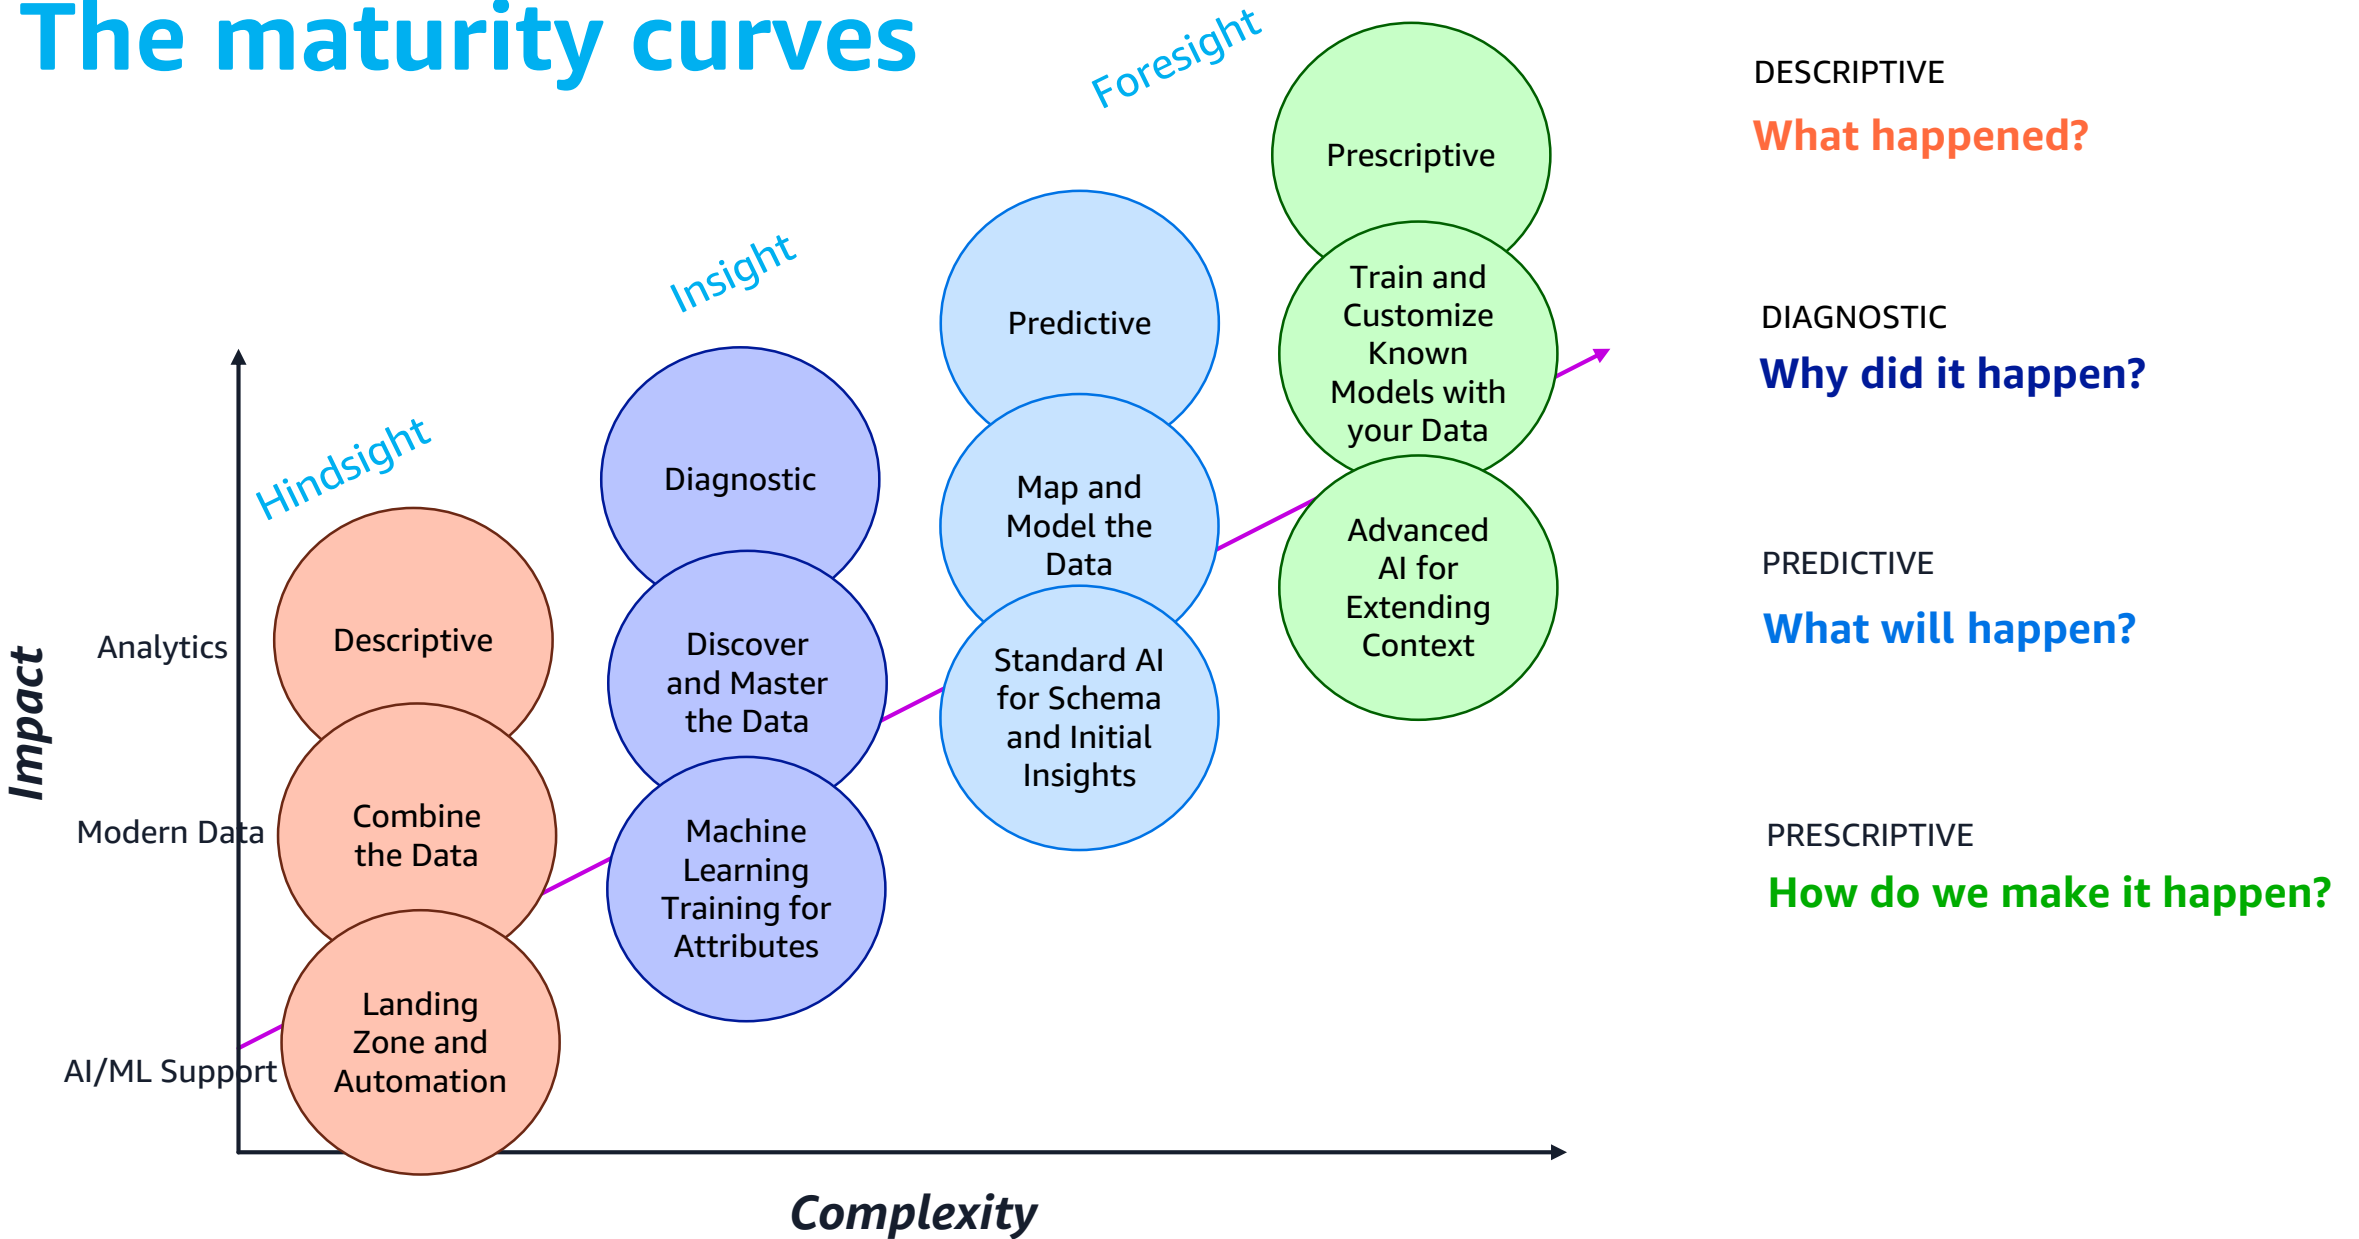 The maturity curves
Foresight
Insight
Hindsight
Impact
Analytics
Modern Data
AI/ML Support
Complexity
Descriptive
Combine
the Data
Landing
Zone and
Automation
Diagnostic
Discover
and Master
the Data
Machine
Learning
Training for
Attributes
Predictive
Map and
Model the
Data
Standard AI
for Schema
and Initial
Insights
Prescriptive
Train and
Customize
Known
Models with
your Data
Advanced
AI for
Extending
Context
DESCRIPTIVE
What happened?
DIAGNOSTIC
Why did it happen?
PREDICTIVE
What will happen?
PRESCRIPTIVE
How do we make it happen?